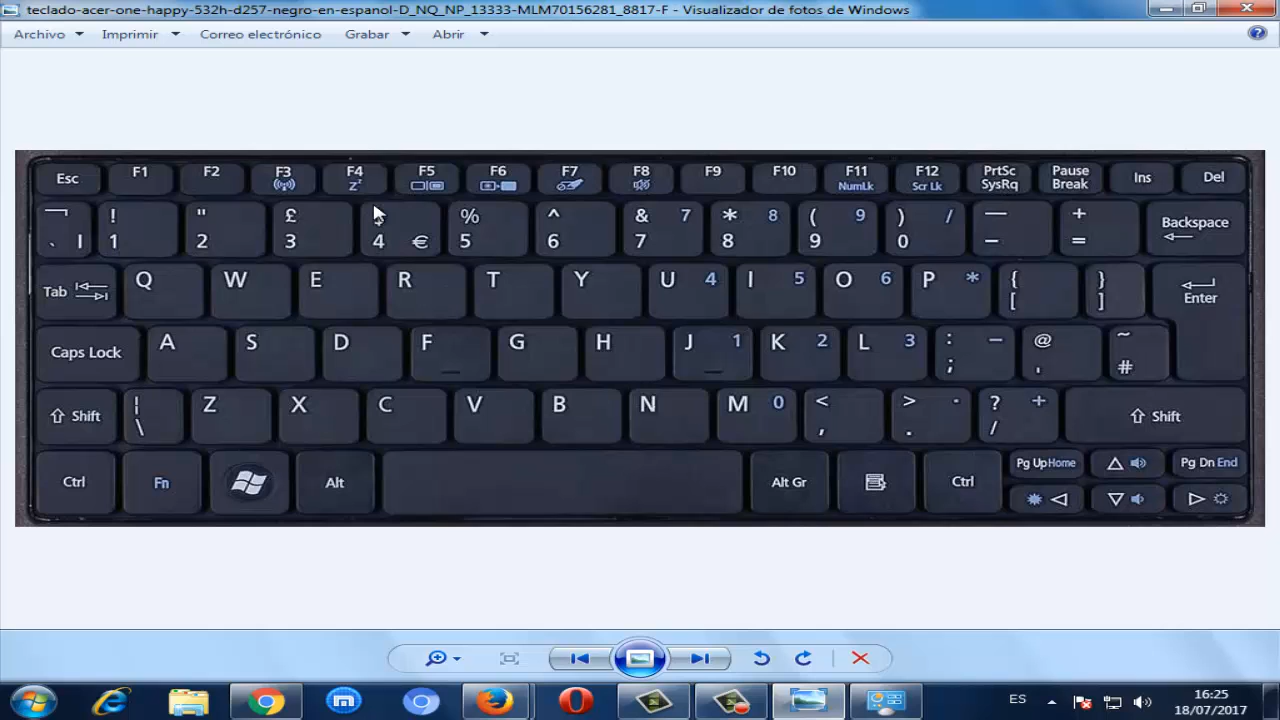 teclado-acer-one-happy-532h-d257-negro-en-espanol-D_NQ_NP_13333-MLM70156281_8817-F - Visualizador de fotos de Windows
Archivo Imprimir Correo electrónico Grabar Abrir
Esc F1 F2 F3 F4 F5 F6 F7 F8 F9 F10 F11 F12 PrtSc Pause Ins Del
Zz NumLk Scr Lk SysRq Break
¬ ! " £ % ^ & 7 * 8 ( 9 ) / — + Backspace
` | 1 2 3 4 € 5 6 7 8 9 0 - =
Tab Q W E R T Y U 4 I 5 O 6 P * { } Enter
[ ]
Caps Lock A S D F G H J 1 K 2 L 3 : - @ ~
; ' #
Shift | Z X C V B N M 0 < > . ? + Shift
\ , . /
Ctrl Fn Alt Alt Gr Ctrl Pg Up Home Pg Dn End
ES 16:25
18/07/2017